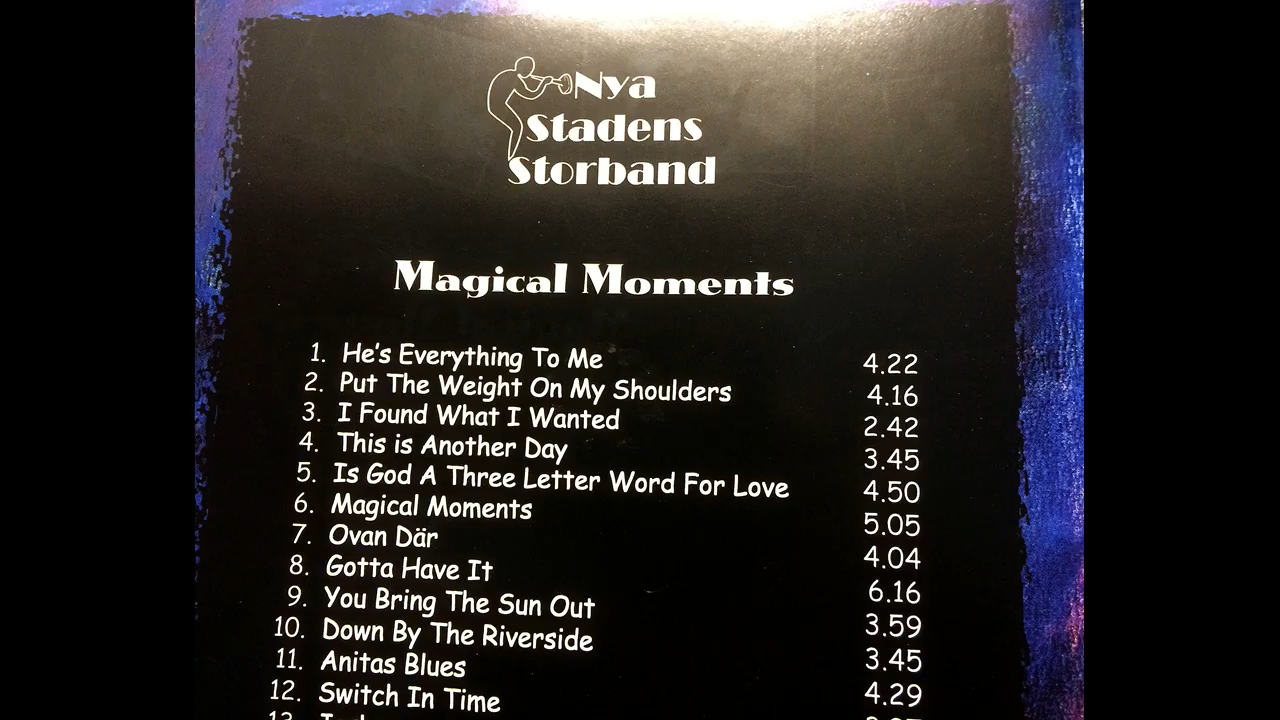 Nya
Stadens
Storband
Magical Moments
1. He's Everything To Me 4.22
2. Put The Weight On My Shoulders 4.16
3. I Found What I Wanted 2.42
4. This is Another Day 3.45
5. Is God A Three Letter Word For Love 4.50
6. Magical Moments 5.05
7. Ovan Där 4.04
8. Gotta Have It 6.16
9. You Bring The Sun Out 3.59
10. Down By The Riverside 3.45
11. Anitas Blues 4.29
12. Switch In Time
13.